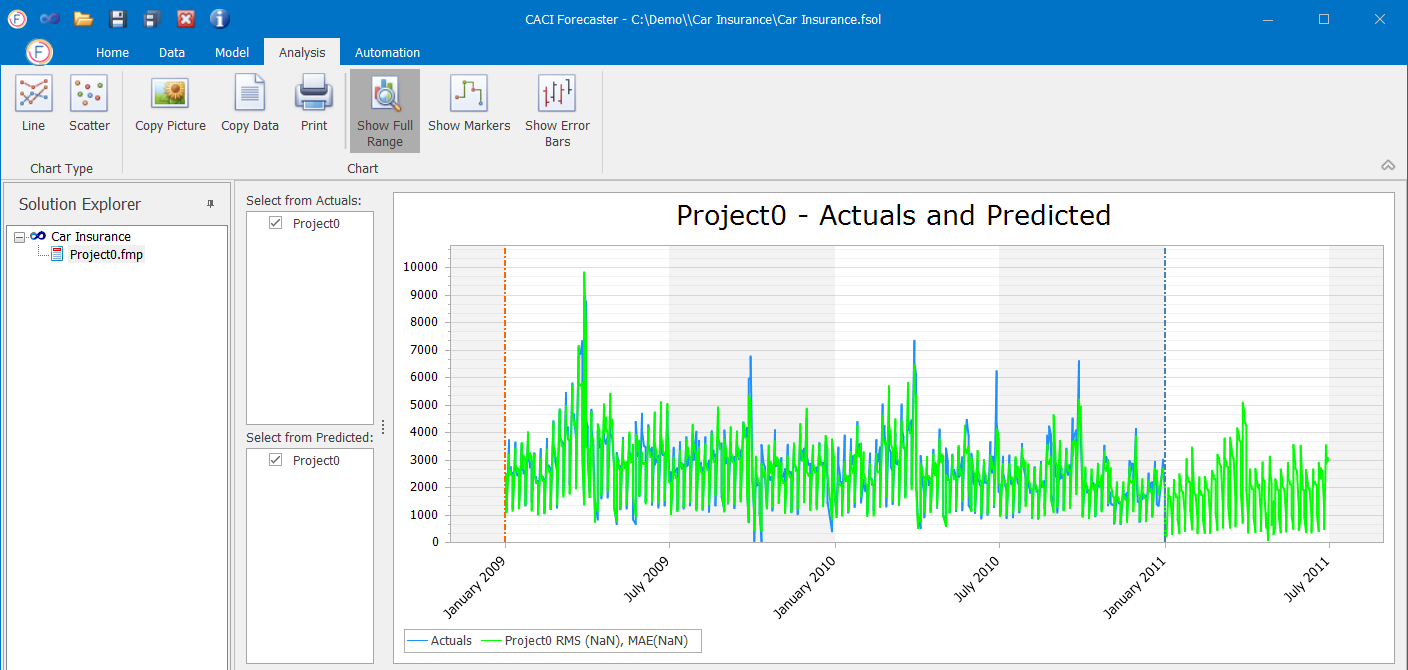 CACI Forecaster - C:\Demo\\Car Insurance\Car Insurance.fsol
F
Home Data Model Analysis Automation
Line Scatter Copy Picture Copy Data Print Show Full Range Show Markers Show Error Bars
Chart Type Chart
Solution Explorer
Car Insurance
Project0.fmp
Select from Actuals:
Project0
Select from Predicted:
Project0
Project0 - Actuals and Predicted
10000
9000
8000
7000
6000
5000
4000
3000
2000
1000
0
January 2009 July 2009 January 2010 July 2010 January 2011 July 2011
Actuals Project0 RMS (NaN), MAE(NaN)